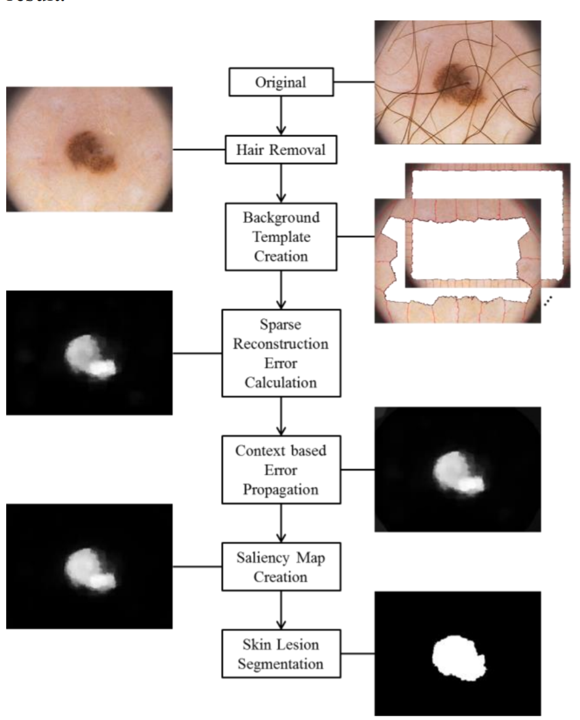 Original
Hair Removal
Background
Template
Creation
Sparse
Reconstruction
Error
Calculation
Context based
Error
Propagation
Saliency Map
Creation
Skin Lesion
Segmentation